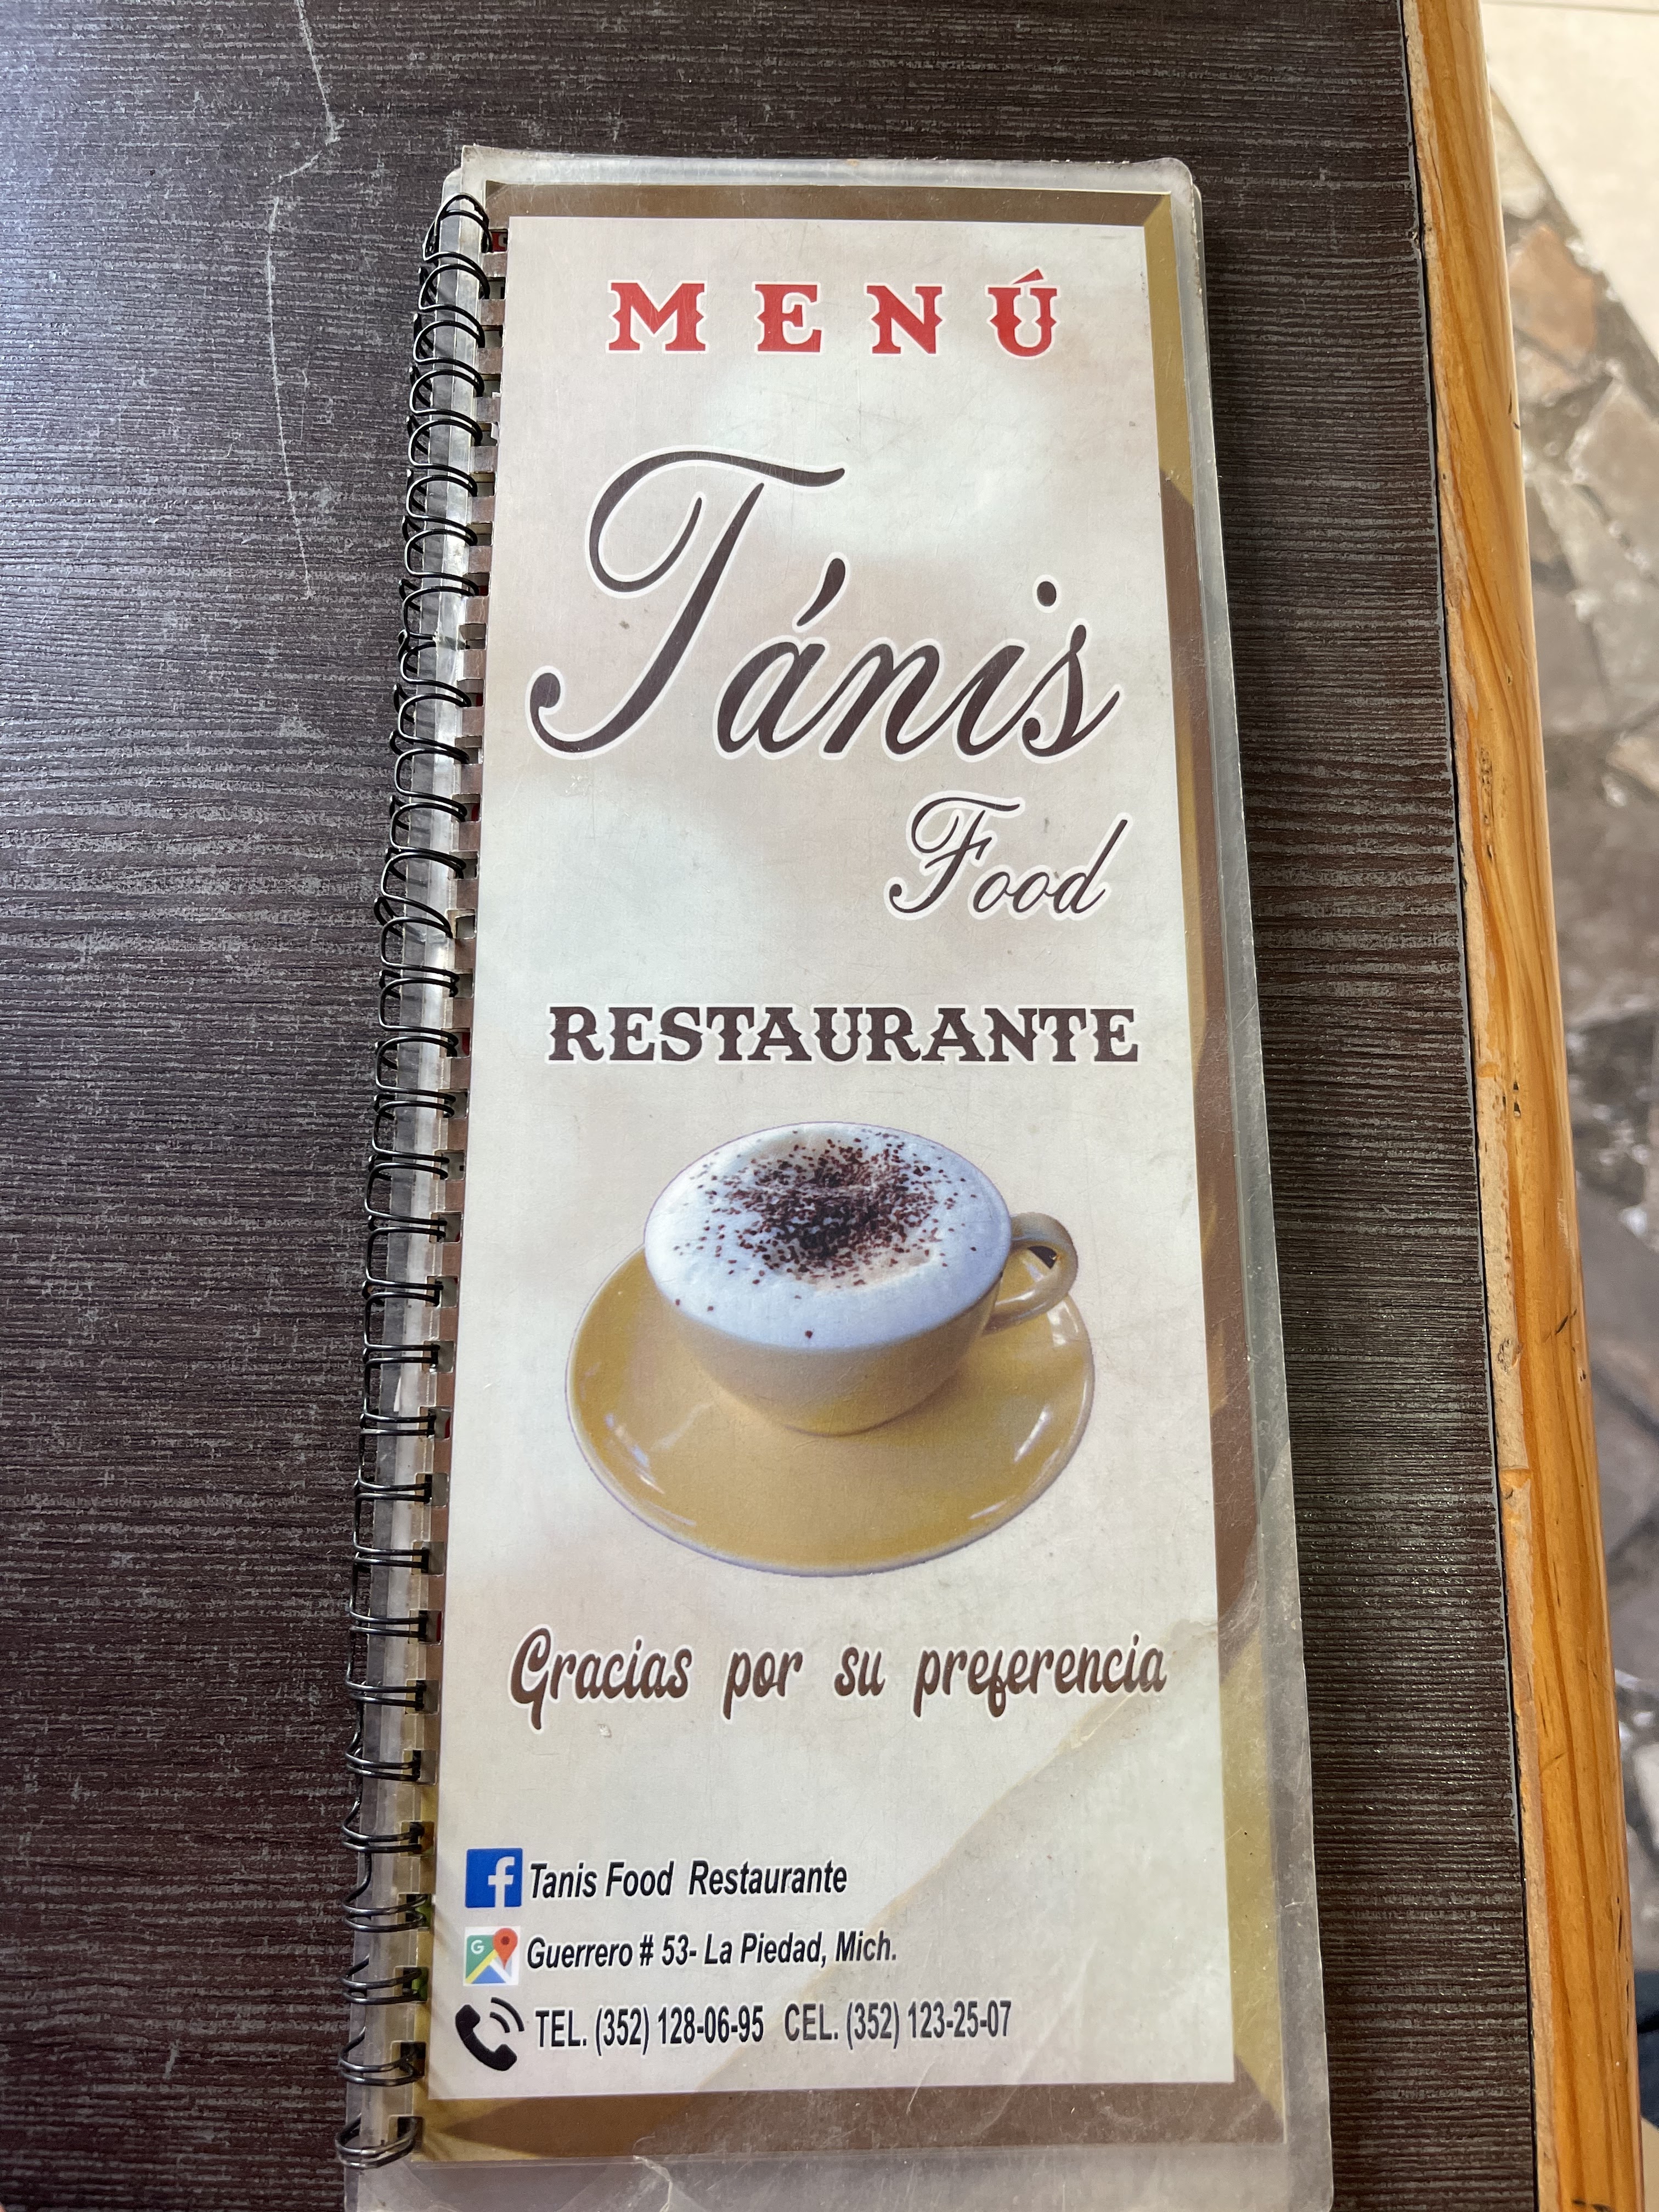 MENÚ
Tánis
Food
RESTAURANTE
Gracias por su preferencia
Tanis Food Restaurante
Guerrero # 53- La Piedad, Mich.
TEL. (352) 128-06-95 CEL. (352) 123-25-07